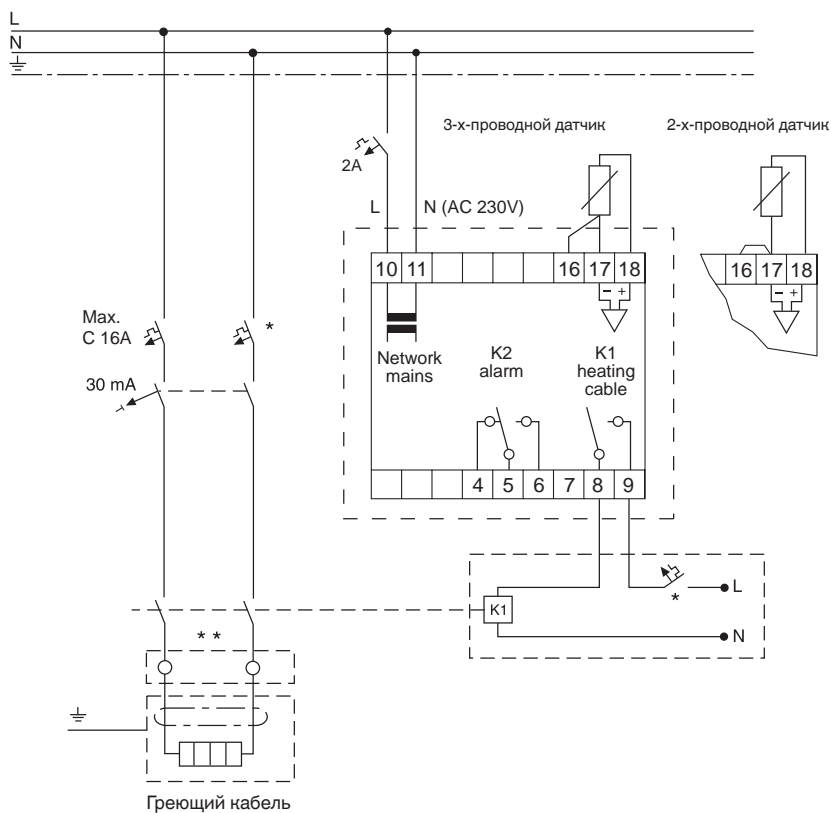 L
N
3-х-проводной датчик
2-х-проводной датчик
2A
L
N (AC 230V)
10 11 16 17 18
16 17 18
- +
- +
Max.
C 16A
*
30 mA
Network
mains
K2
alarm
K1
heating
cable
4 5 6 7 8 9
*
L
K1
N
* *
Греющий кабель